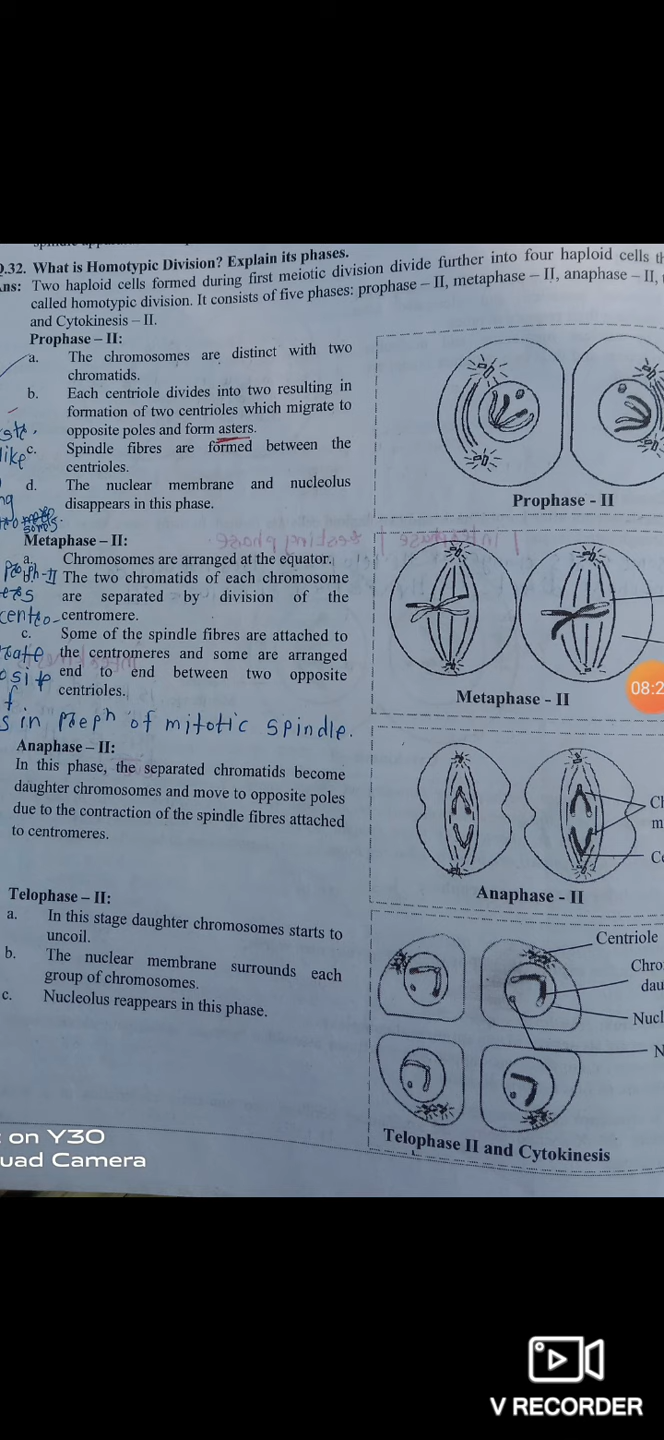 Q.32. What is Homotypic Division? Explain its phases.
Ans: Two haploid cells formed during first meiotic division divide further into four haploid cells
called homotypic division. It consists of five phases: prophase – II, metaphase – II, anaphase – II,
and Cytokinesis – II.
Prophase – II:
a. The chromosomes are distinct with two
chromatids.
b. Each centriole divides into two resulting in
formation of two centrioles which migrate to
opposite poles and form asters.
c. Spindle fibres are formed between the
centrioles.
d. The nuclear membrane and nucleolus
disappears in this phase.
like
Prophase - II
Metaphase – II:
a. Chromosomes are arranged at the equator.
The two chromatids of each chromosome
are separated by division of the
centromere.
c. Some of the spindle fibres are attached to
the centromeres and some are arranged
end to end between two opposite
centrioles.
centro-
s in Proph of mitotic spindle.
Metaphase - II
08:2
Anaphase – II:
In this phase, the separated chromatids become
daughter chromosomes and move to opposite poles
due to the contraction of the spindle fibres attached
to centromeres.
Anaphase - II
Telophase – II:
a. In this stage daughter chromosomes starts to
uncoil.
b. The nuclear membrane surrounds each
group of chromosomes.
c. Nucleolus reappears in this phase.
Centriole
Chro
dau
Nucl
N
Telophase II and Cytokinesis
t on Y30
uad Camera
V RECORDER